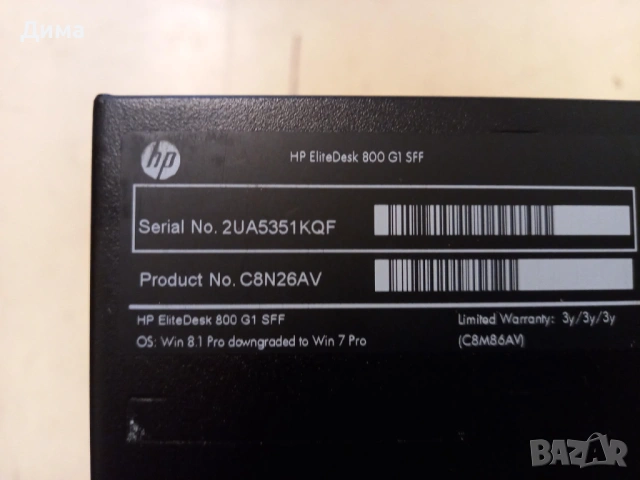 Дима
hp
HP EliteDesk 800 G1 SFF
Serial No. 2UA5351KQF
Product No. C8N26AV
HP EliteDesk 800 G1 SFF
Limited Warranty: 3y/3y/3y
OS: Win 8.1 Pro downgraded to Win 7 Pro
(C8M86AV)
BAZAR